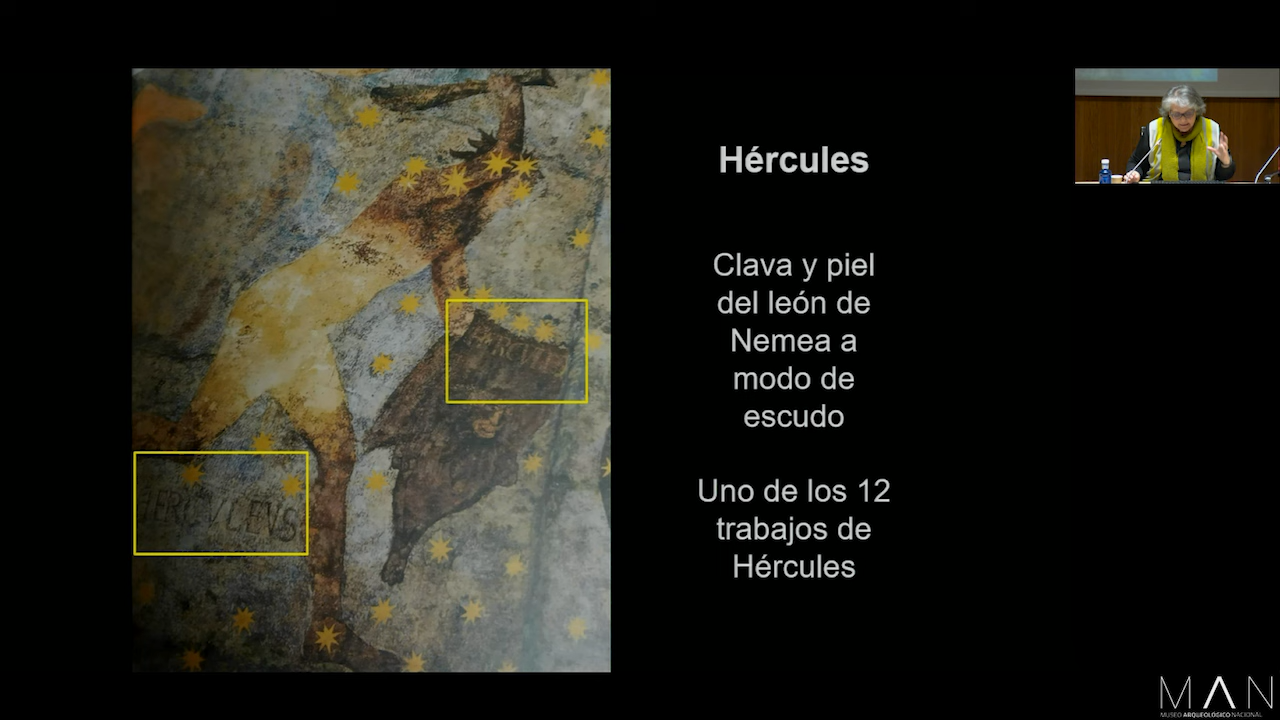 Hércules
Clava y piel
del león de
Nemea a
modo de
escudo
Uno de los 12
trabajos de
Hércules
MAN
MUSEO ARQUEOLÓGICO NACIONAL